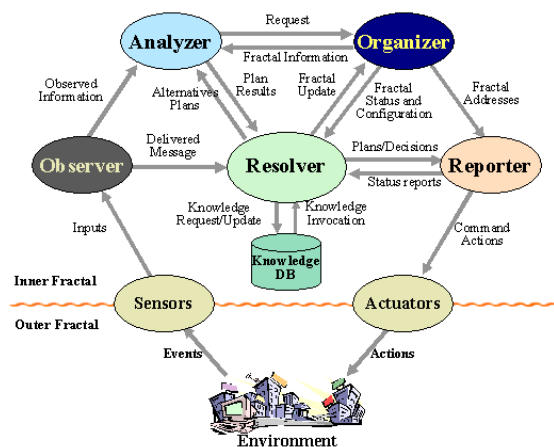 Request
Analyzer
Organizer
Fractal Information
Observed
Information
Alternatives
Plans
Plan
Results
Fractal
Update
Fractal
Status and
Configuration
Fractal
Addresses
Delivered
Message
Observer
Resolver
Plans/Decisions
Reporter
Status reports
Knowledge
Request/Update
Knowledge
Invocation
Inputs
Command
Actions
Knowledge
DB
Inner Fractal
Sensors
Actuators
Outer Fractal
Events
Actions
Environment